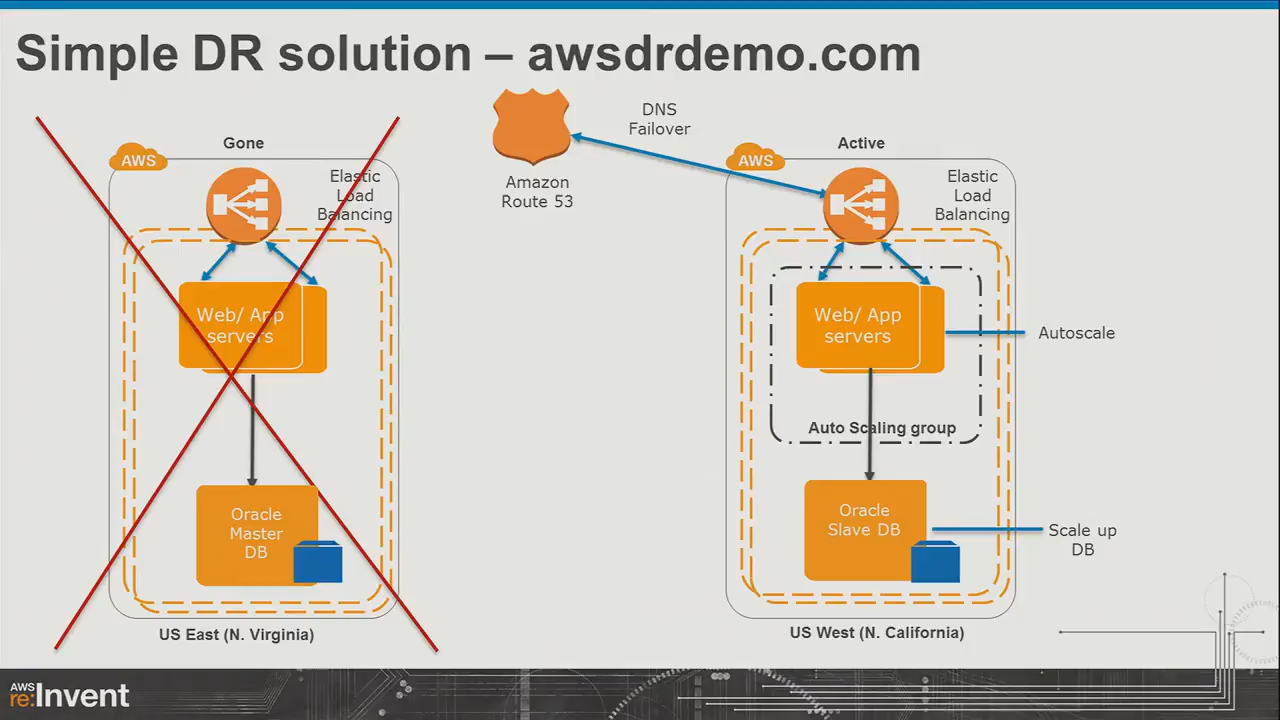 Simple DR solution – awsdrdemo.com
Gone
AWS
Elastic
Load
Balancing
Web/ App
servers
Oracle
Master
DB
US East (N. Virginia)
Amazon
Route 53
DNS
Failover
Active
AWS
Elastic
Load
Balancing
Web/ App
servers
Autoscale
Auto Scaling group
Oracle
Slave DB
Scale up
DB
US West (N. California)
AWS
re:Invent